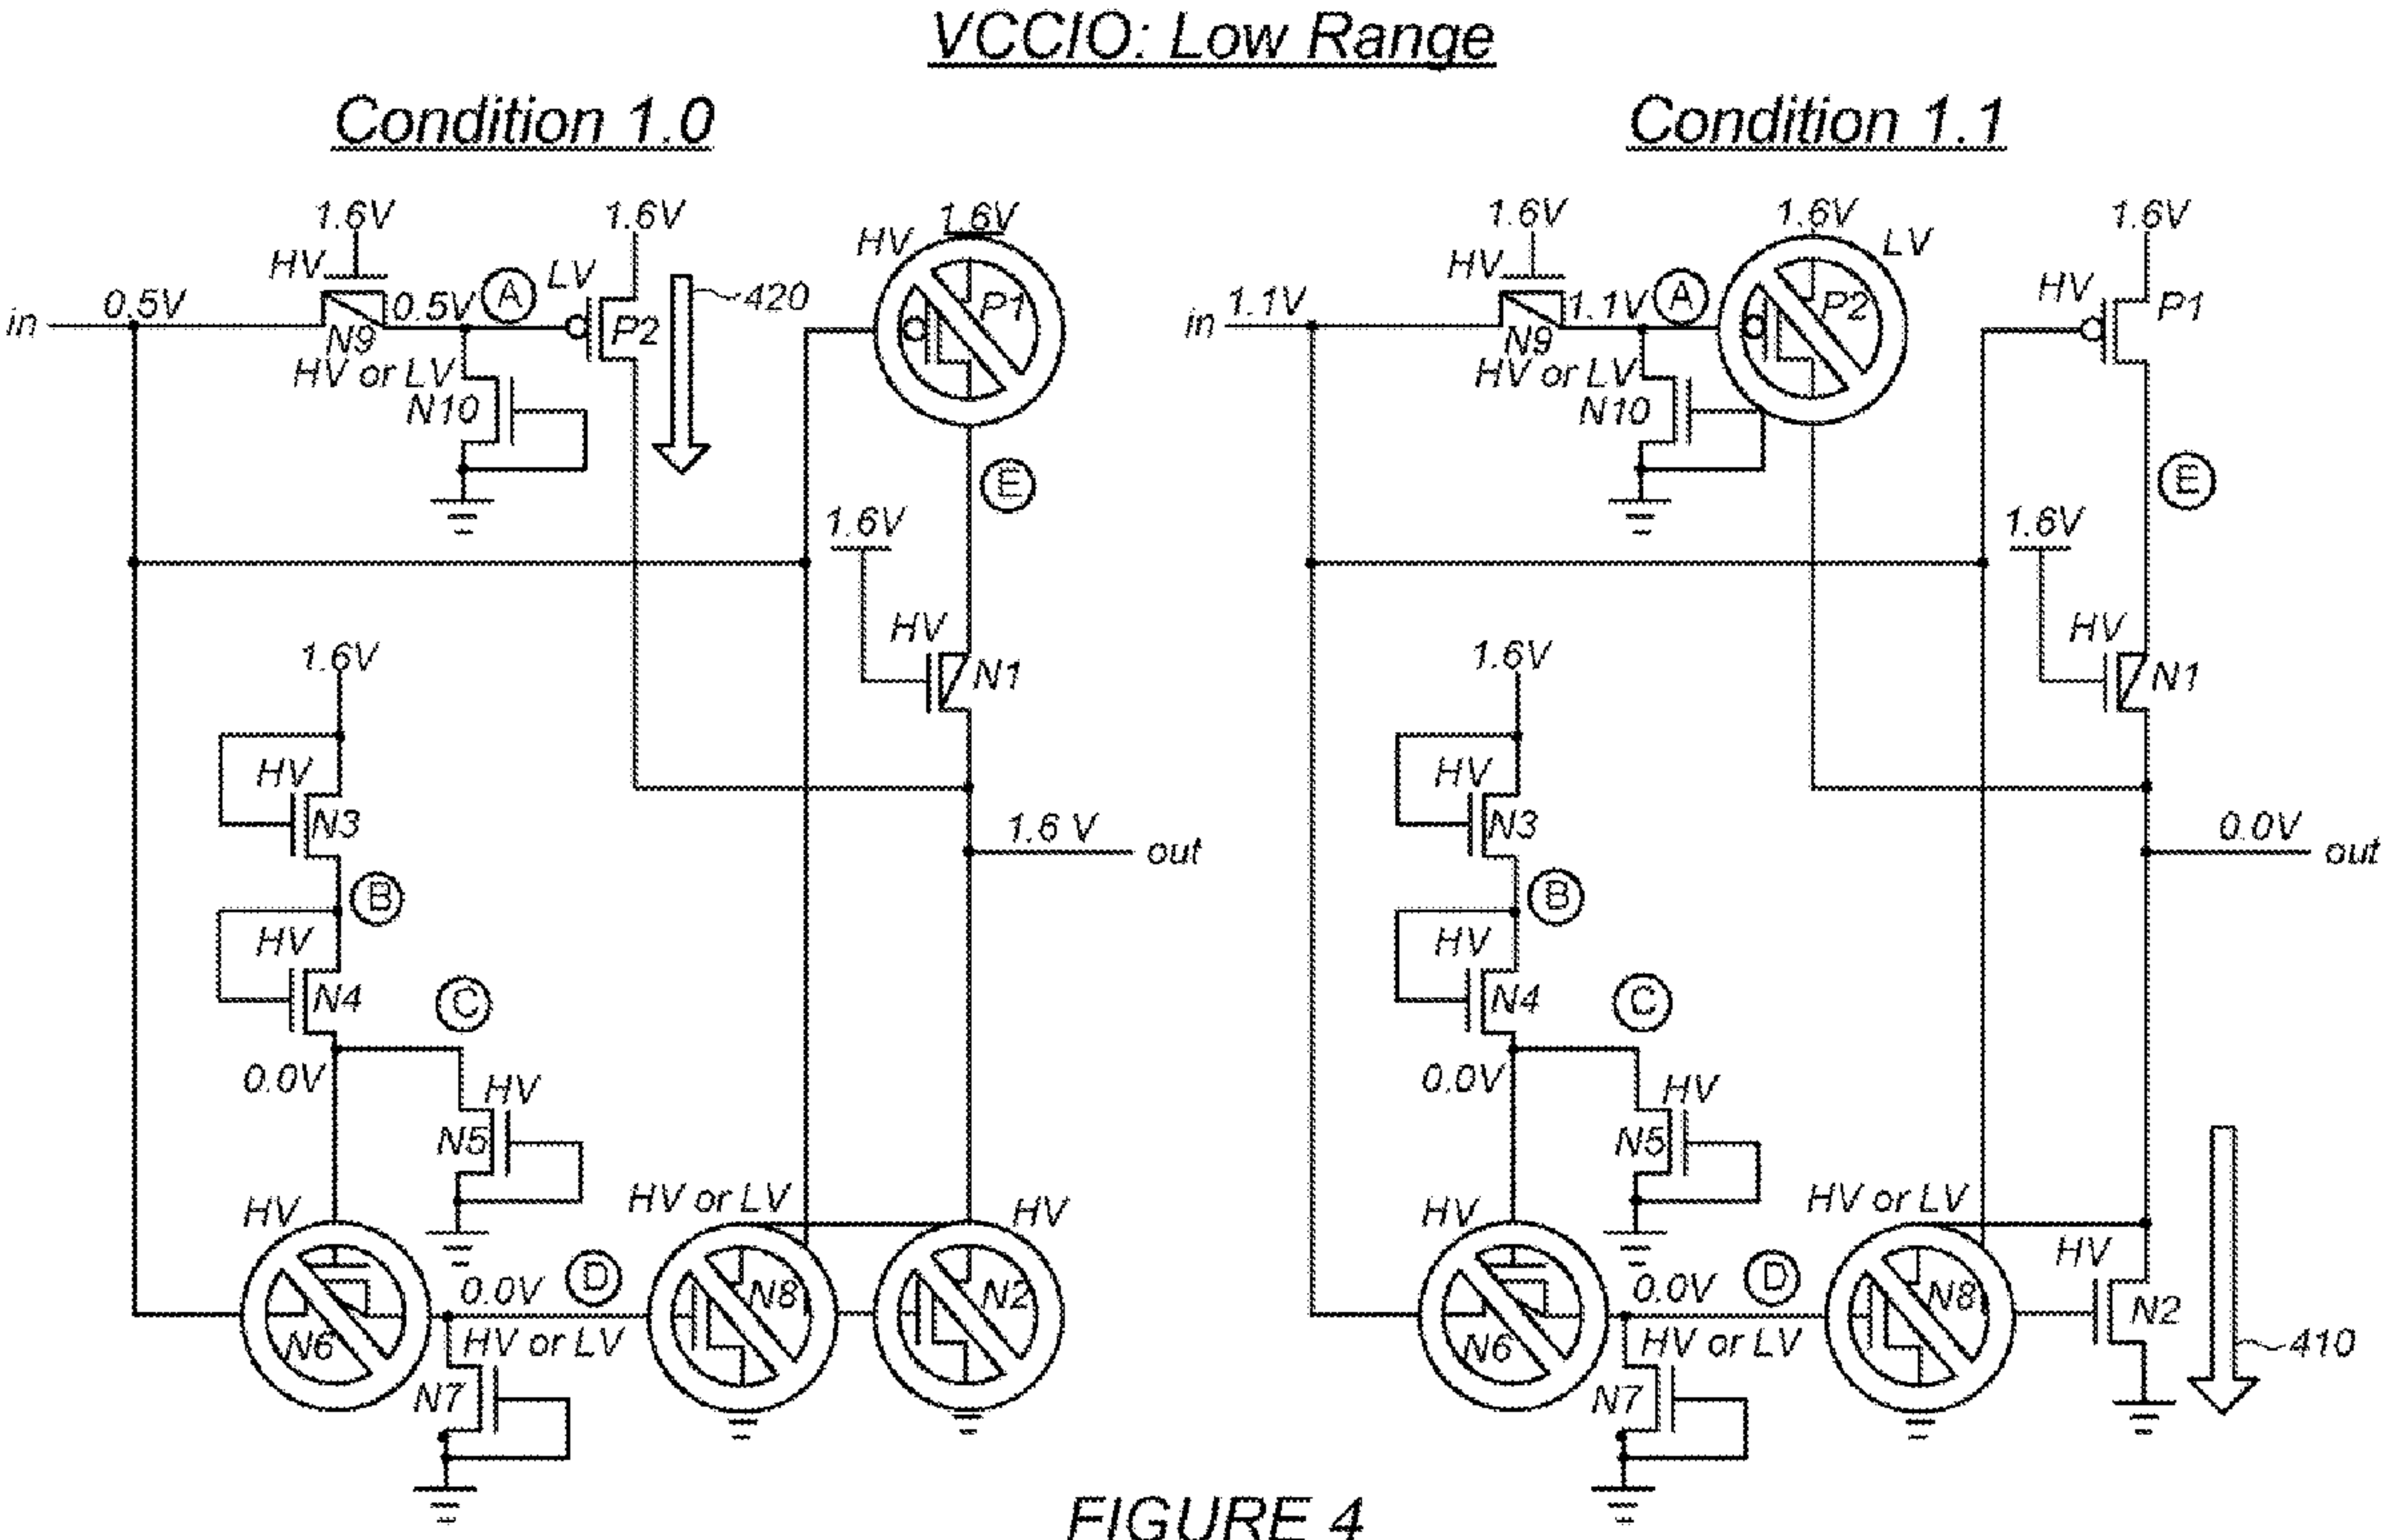 VCCIO: Low Range
Condition 1.0
Condition 1.1
1.6V
1.6V
1.6V
HV
LV
HV
in
0.5V
0.5V
A
P2
420
P1
N9
HV or LV
N10
E
1.6V
HV
N1
1.6V
HV
N3
B
HV
N4
C
0.0V
HV
N5
1.6 V
out
HV
HV or LV
HV
N6
0.0V
D
N8
N2
HV or LV
N7
1.6V
1.6V
1.6V
HV
LV
HV
in
1.1V
1.1V
A
P2
P1
N9
HV or LV
N10
E
1.6V
HV
N1
1.6V
HV
N3
B
HV
N4
C
0.0V
HV
N5
0.0V
out
HV
HV or LV
HV
N6
0.0V
D
N8
N2
410
HV or LV
N7
FIGURE 4